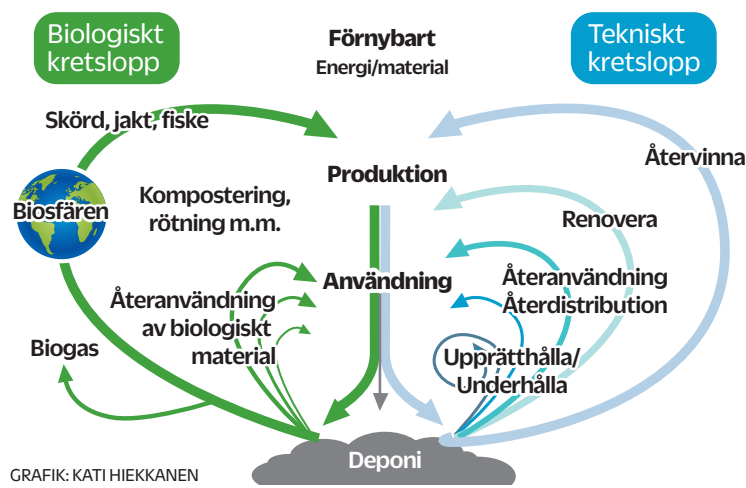 Biologiskt
kretslopp
Förnybart
Energi/material
Tekniskt
kretslopp
Skörd, jakt, fiske
Återvinna
Produktion
Biosfären
Kompostering,
rötning m.m.
Renovera
Användning
Återanvändning
Återdistribution
Återanvändning
av biologiskt
material
Biogas
Upprätthålla/
Underhålla
Deponi
GRAFIK: KATI HIEKKANEN